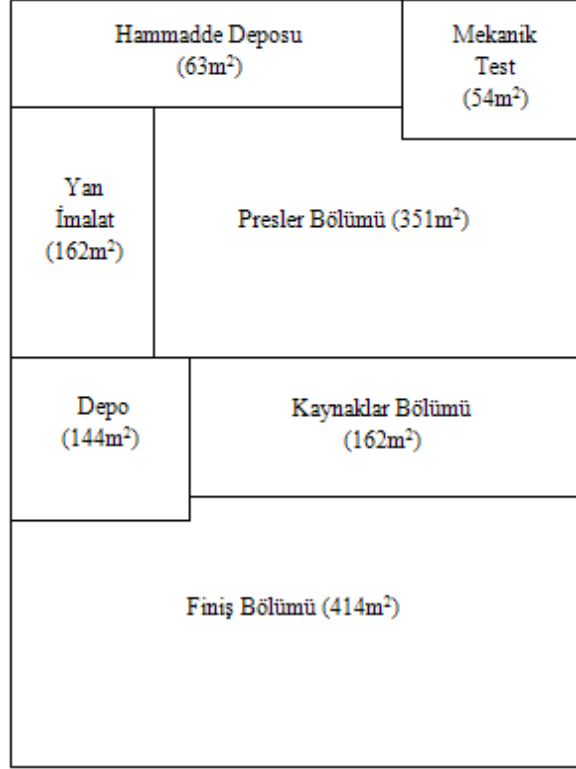 Hammadde Deposu
(63m²)
Mekanik
Test
(54m²)
Yan
İmalat
(162m²)
Presler Bölümü (351m²)
Depo
(144m²)
Kaynaklar Bölümü
(162m²)
Finiş Bölümü (414m²)